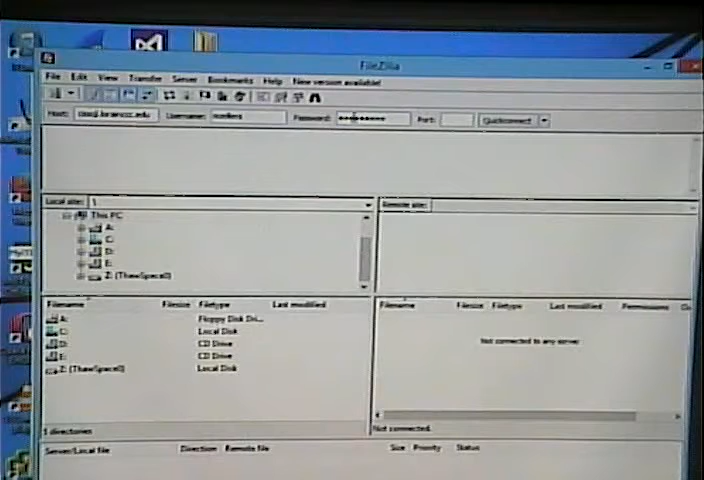 FileZilla
File Edit View Transfer Server Bookmarks Help New version available!
Host: Username: Password: Port: Quickconnect
Local site: \ Remote site:
This PC
A:
C:
D:
E:
Z: (ThawSpace0)
Filename Filesize Filetype Last modified
A: Floppy Disk Dri...
C: Local Disk
D: CD Drive
E: CD Drive
Z: (ThawSpace0) Local Disk
5 directories
Filename Filesize Filetype Last modified Permissions
Not connected to any server
Not connected.
Server/Local file Direction Remote file Size Priority Status